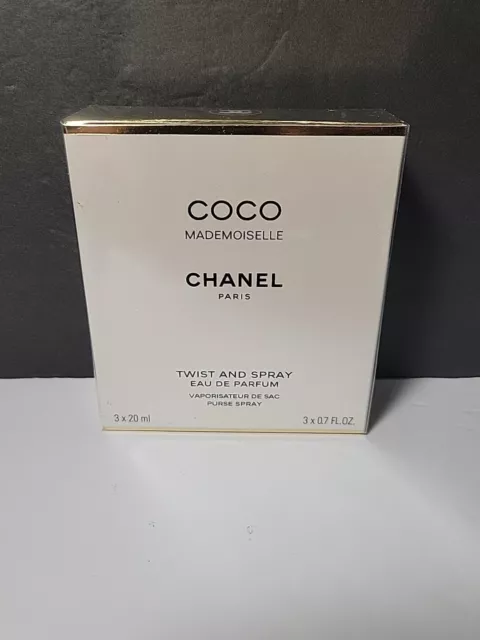 COCO
MADEMOISELLE
CHANEL
PARIS
TWIST AND SPRAY
EAU DE PARFUM
VAPORISATEUR DE SAC
PURSE SPRAY
3 x 20 ml 3 x 0.7 FL.OZ.